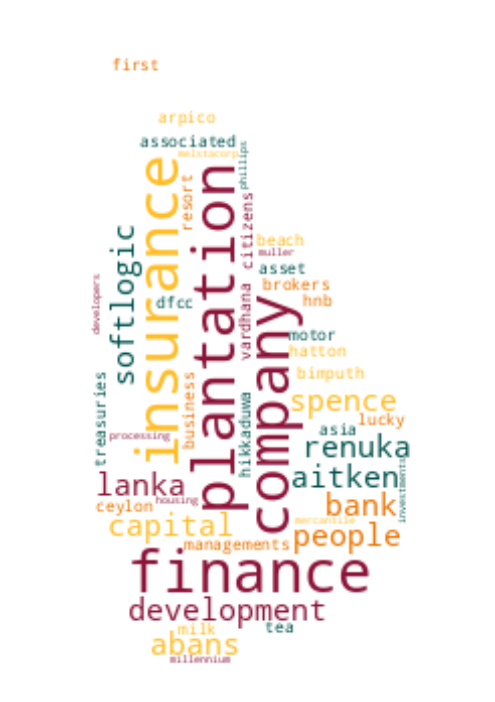 first
arpico
associated
melstacorp
phillips
insurance
resort
plantation
citizens
softlogic
beach
muller
asset
developers
dfcc
vardhana
brokers
hnb
company
motor
hatton
bimputh
treasuries
business
hikkaduwa
spence
lucky
asia
processing
renuka
investments
lanka
aitken
housing
ceylon
bank
capital
mercantile
people
managements
finance
development
milk
tea
abans
millennium